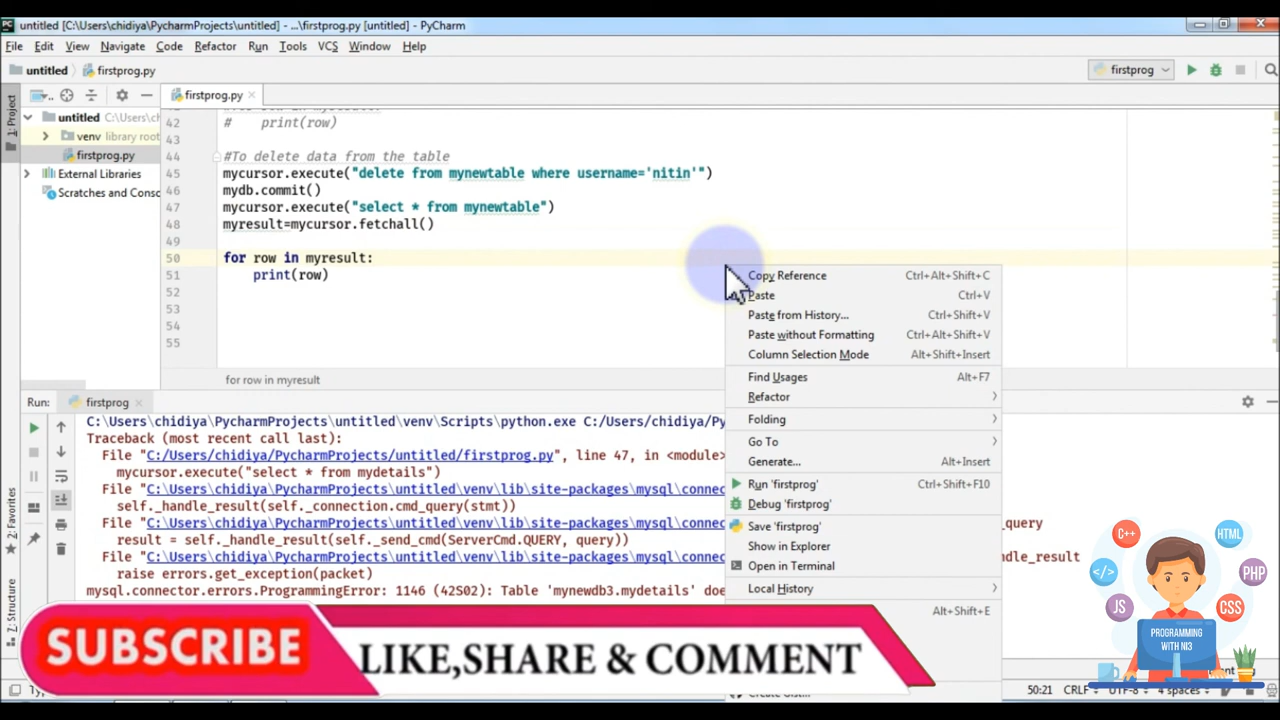 untitled [C:\Users\chidiya\PycharmProjects\untitled] - ...\firstprog.py [untitled] - PyCharm
File Edit View Navigate Code Refactor Run Tools VCS Window Help
untitled firstprog.py firstprog
1: Project
firstprog.py
untitled C:\Users\ch
venv library root
firstprog.py
External Libraries
Scratches and Conso
42 # print(row)
43
44 #To delete data from the table
45 mycursor.execute("delete from mynewtable where username='nitin'")
46 mydb.commit()
47 mycursor.execute("select * from mynewtable")
48 myresult=mycursor.fetchall()
49
50 for row in myresult:
51 print(row)
52
53
54
55
for row in myresult
Copy Reference Ctrl+Alt+Shift+C
Paste Ctrl+V
Paste from History... Ctrl+Shift+V
Paste without Formatting Ctrl+Alt+Shift+V
Column Selection Mode Alt+Shift+Insert
Find Usages Alt+F7
Refactor
Folding
Go To
Generate... Alt+Insert
Run 'firstprog' Ctrl+Shift+F10
Debug 'firstprog'
Save 'firstprog'
Show in Explorer
Open in Terminal
Local History
Alt+Shift+E
Run: firstprog
C:\Users\chidiya\PycharmProjects\untitled\venv\Scripts\python.exe C:/Users/chidiya/Py
Traceback (most recent call last):
File "C:/Users/chidiya/PycharmProjects/untitled/firstprog.py", line 47, in <module>
mycursor.execute("select * from mydetails")
File "C:\Users\chidiya\PycharmProjects\untitled\venv\lib\site-packages\mysql\connec
self._handle_result(self._connection.cmd_query(stmt))
File "C:\Users\chidiya\PycharmProjects\untitled\venv\lib\site-packages\mysql\connec query
result = self._handle_result(self._send_cmd(ServerCmd.QUERY, query))
File "C:\Users\chidiya\PycharmProjects\untitled\venv\lib\site-packages\mysql\connec dle_result
raise errors.get_exception(packet)
mysql.connector.errors.ProgrammingError: 1146 (42S02): Table 'mynewdb3.mydetails' doe
2: Favorites
Z: Structure
SUBSCRIBE
LIKE,SHARE & COMMENT
C++
HTML
</>
PHP
JS
CSS
PROGRAMMING
WITH NI3
50:21 CRLF UTF-8 4 spaces